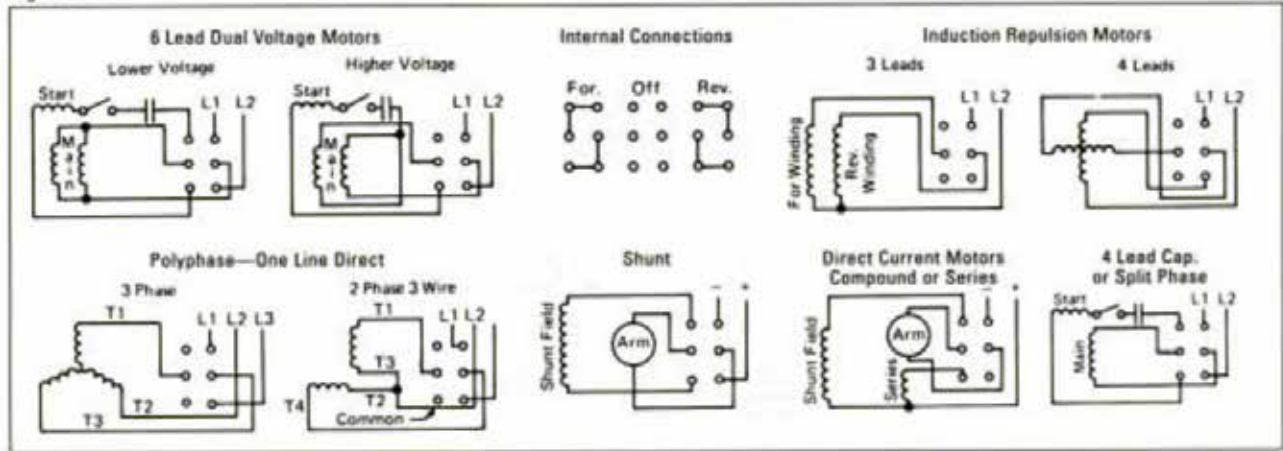 6 Lead Dual Voltage Motors
Lower Voltage
Start
L1 L2
Main
Higher Voltage
Start
L1 L2
Main
Internal Connections
For. Off Rev.
Induction Repulsion Motors
3 Leads
L1 L2
For Winding
Rev. Winding
4 Leads
L1 L2
Polyphase—One Line Direct
3 Phase
T1
L1 L2 L3
T2
T3
2 Phase 3 Wire
T1
L1 L2
T3
T2
T4
Common
Shunt
- +
Shunt Field
Arm
Direct Current Motors
Compound or Series
- +
Shunt Field
Arm
Series
4 Lead Cap.
or Split Phase
Start
L1 L2
Main